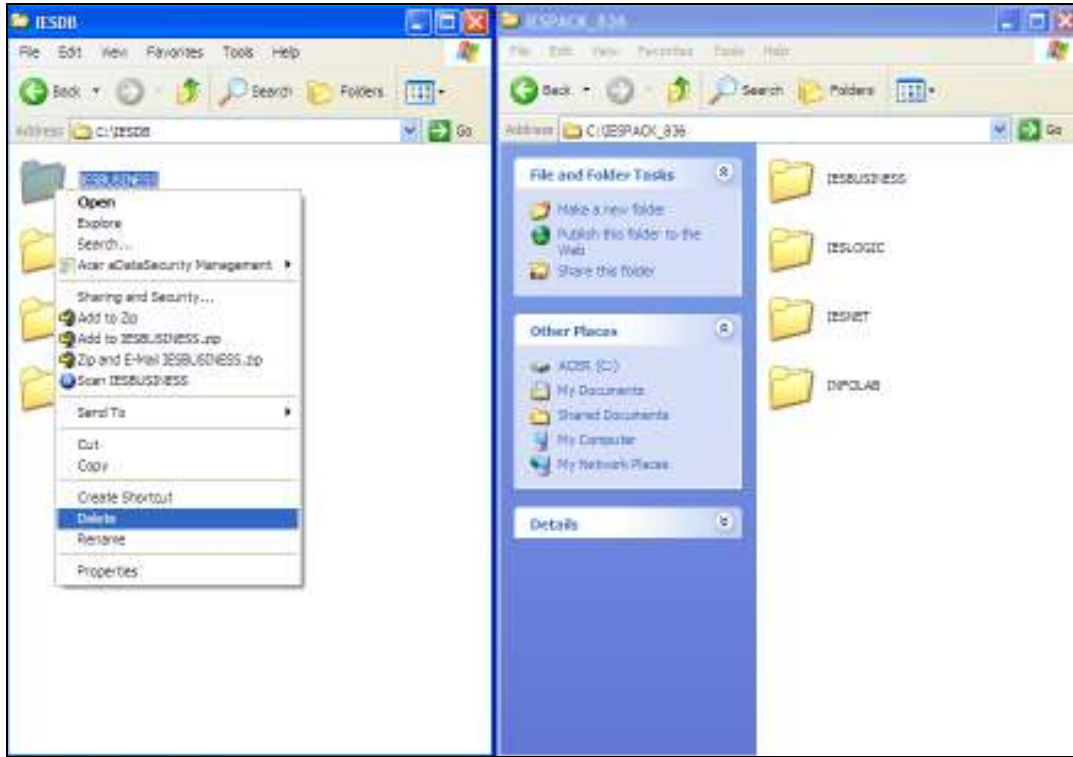 IESDB
File Edit View Favorites Tools Help
Back Search Folders
Address C:\IESDB Go
IESBUSINESS
Open
Explore
Search...
Acer eDataSecurity Management
Sharing and Security...
Add to Zip
Add to IESBUSINESS.zip
Zip and E-Mail IESBUSINESS.zip
Scan IESBUSINESS
Send To
Cut
Copy
Create Shortcut
Delete
Rename
Properties
IESPACK_836
File Edit View Favorites Tools Help
Back Search Folders
Address C:\IESPACK_836 Go
File and Folder Tasks
Make a new folder
Publish this folder to the
Web
Share this folder
Other Places
ACER (C:)
My Documents
Shared Documents
My Computer
My Network Places
Details
IESBUSINESS
IESLOGIC
IESNET
INFOLAB